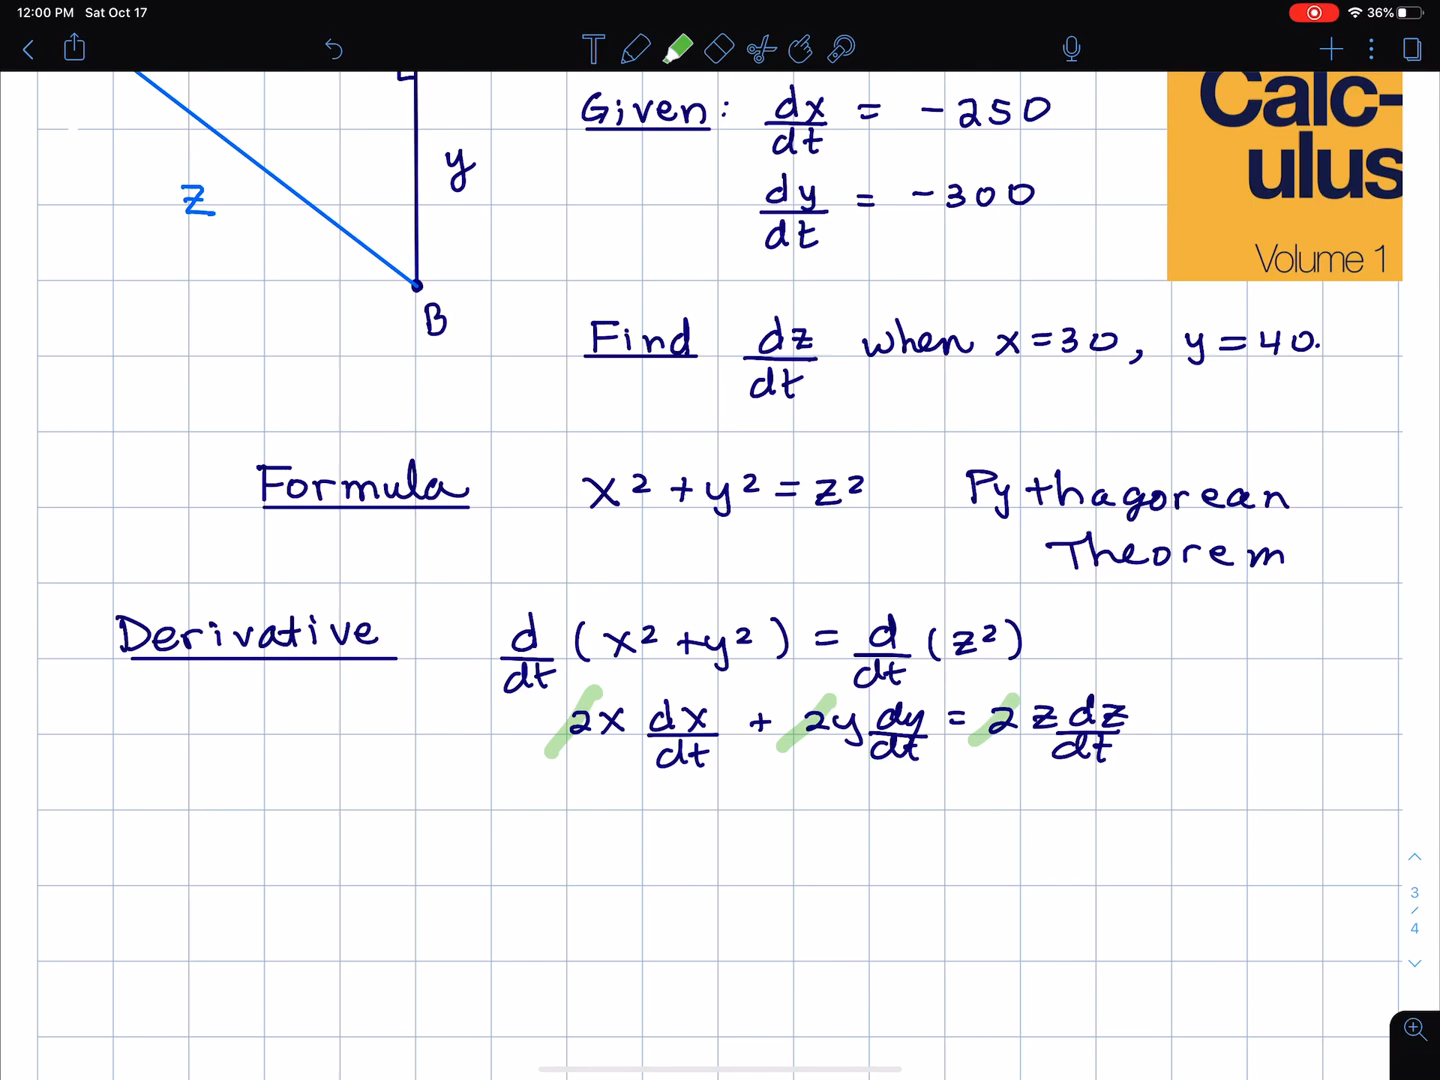 12:00 PM Sat Oct 17
36%
Given: dx/dt = -250
dy/dt = -300
Calc-
ulus
Volume 1
y
z
B
Find dz/dt when x=30, y=40.
Formula x² + y² = z² Pythagorean
Theorem
Derivative d/dt (x² + y²) = d/dt (z²)
2x dx/dt + 2y dy/dt = 2z dz/dt
3
/
4